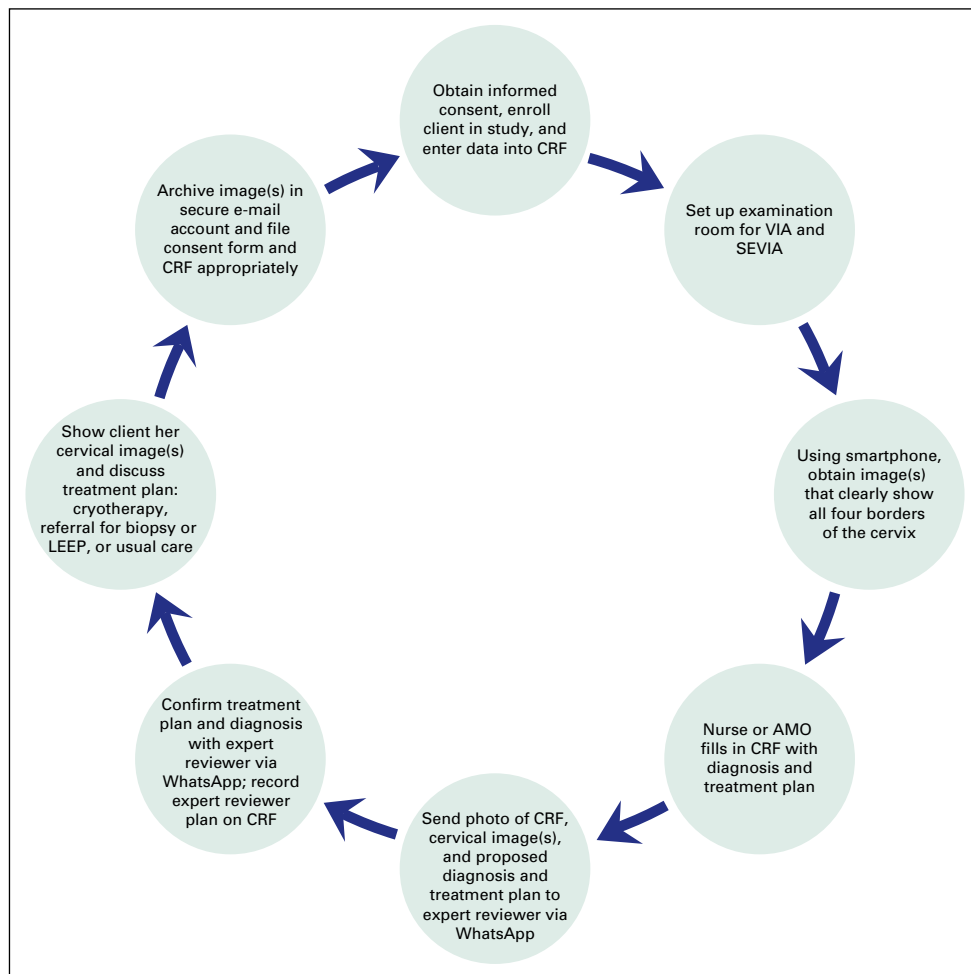 Obtain informed
consent, enroll
client in study, and
enter data into CRF
Set up examination
room for VIA and
SEVIA
Using smartphone,
obtain image(s)
that clearly show
all four borders
of the cervix
Nurse or AMO
fills in CRF with
diagnosis and
treatment plan
Send photo of CRF,
cervical image(s),
and proposed
diagnosis and
treatment plan to
expert reviewer via
WhatsApp
Confirm treatment
plan and diagnosis
with expert
reviewer via
WhatsApp; record
expert reviewer
plan on CRF
Show client her
cervical image(s)
and discuss
treatment plan:
cryotherapy,
referral for biopsy or
LEEP, or usual care
Archive image(s) in
secure e-mail
account and file
consent form and
CRF appropriately